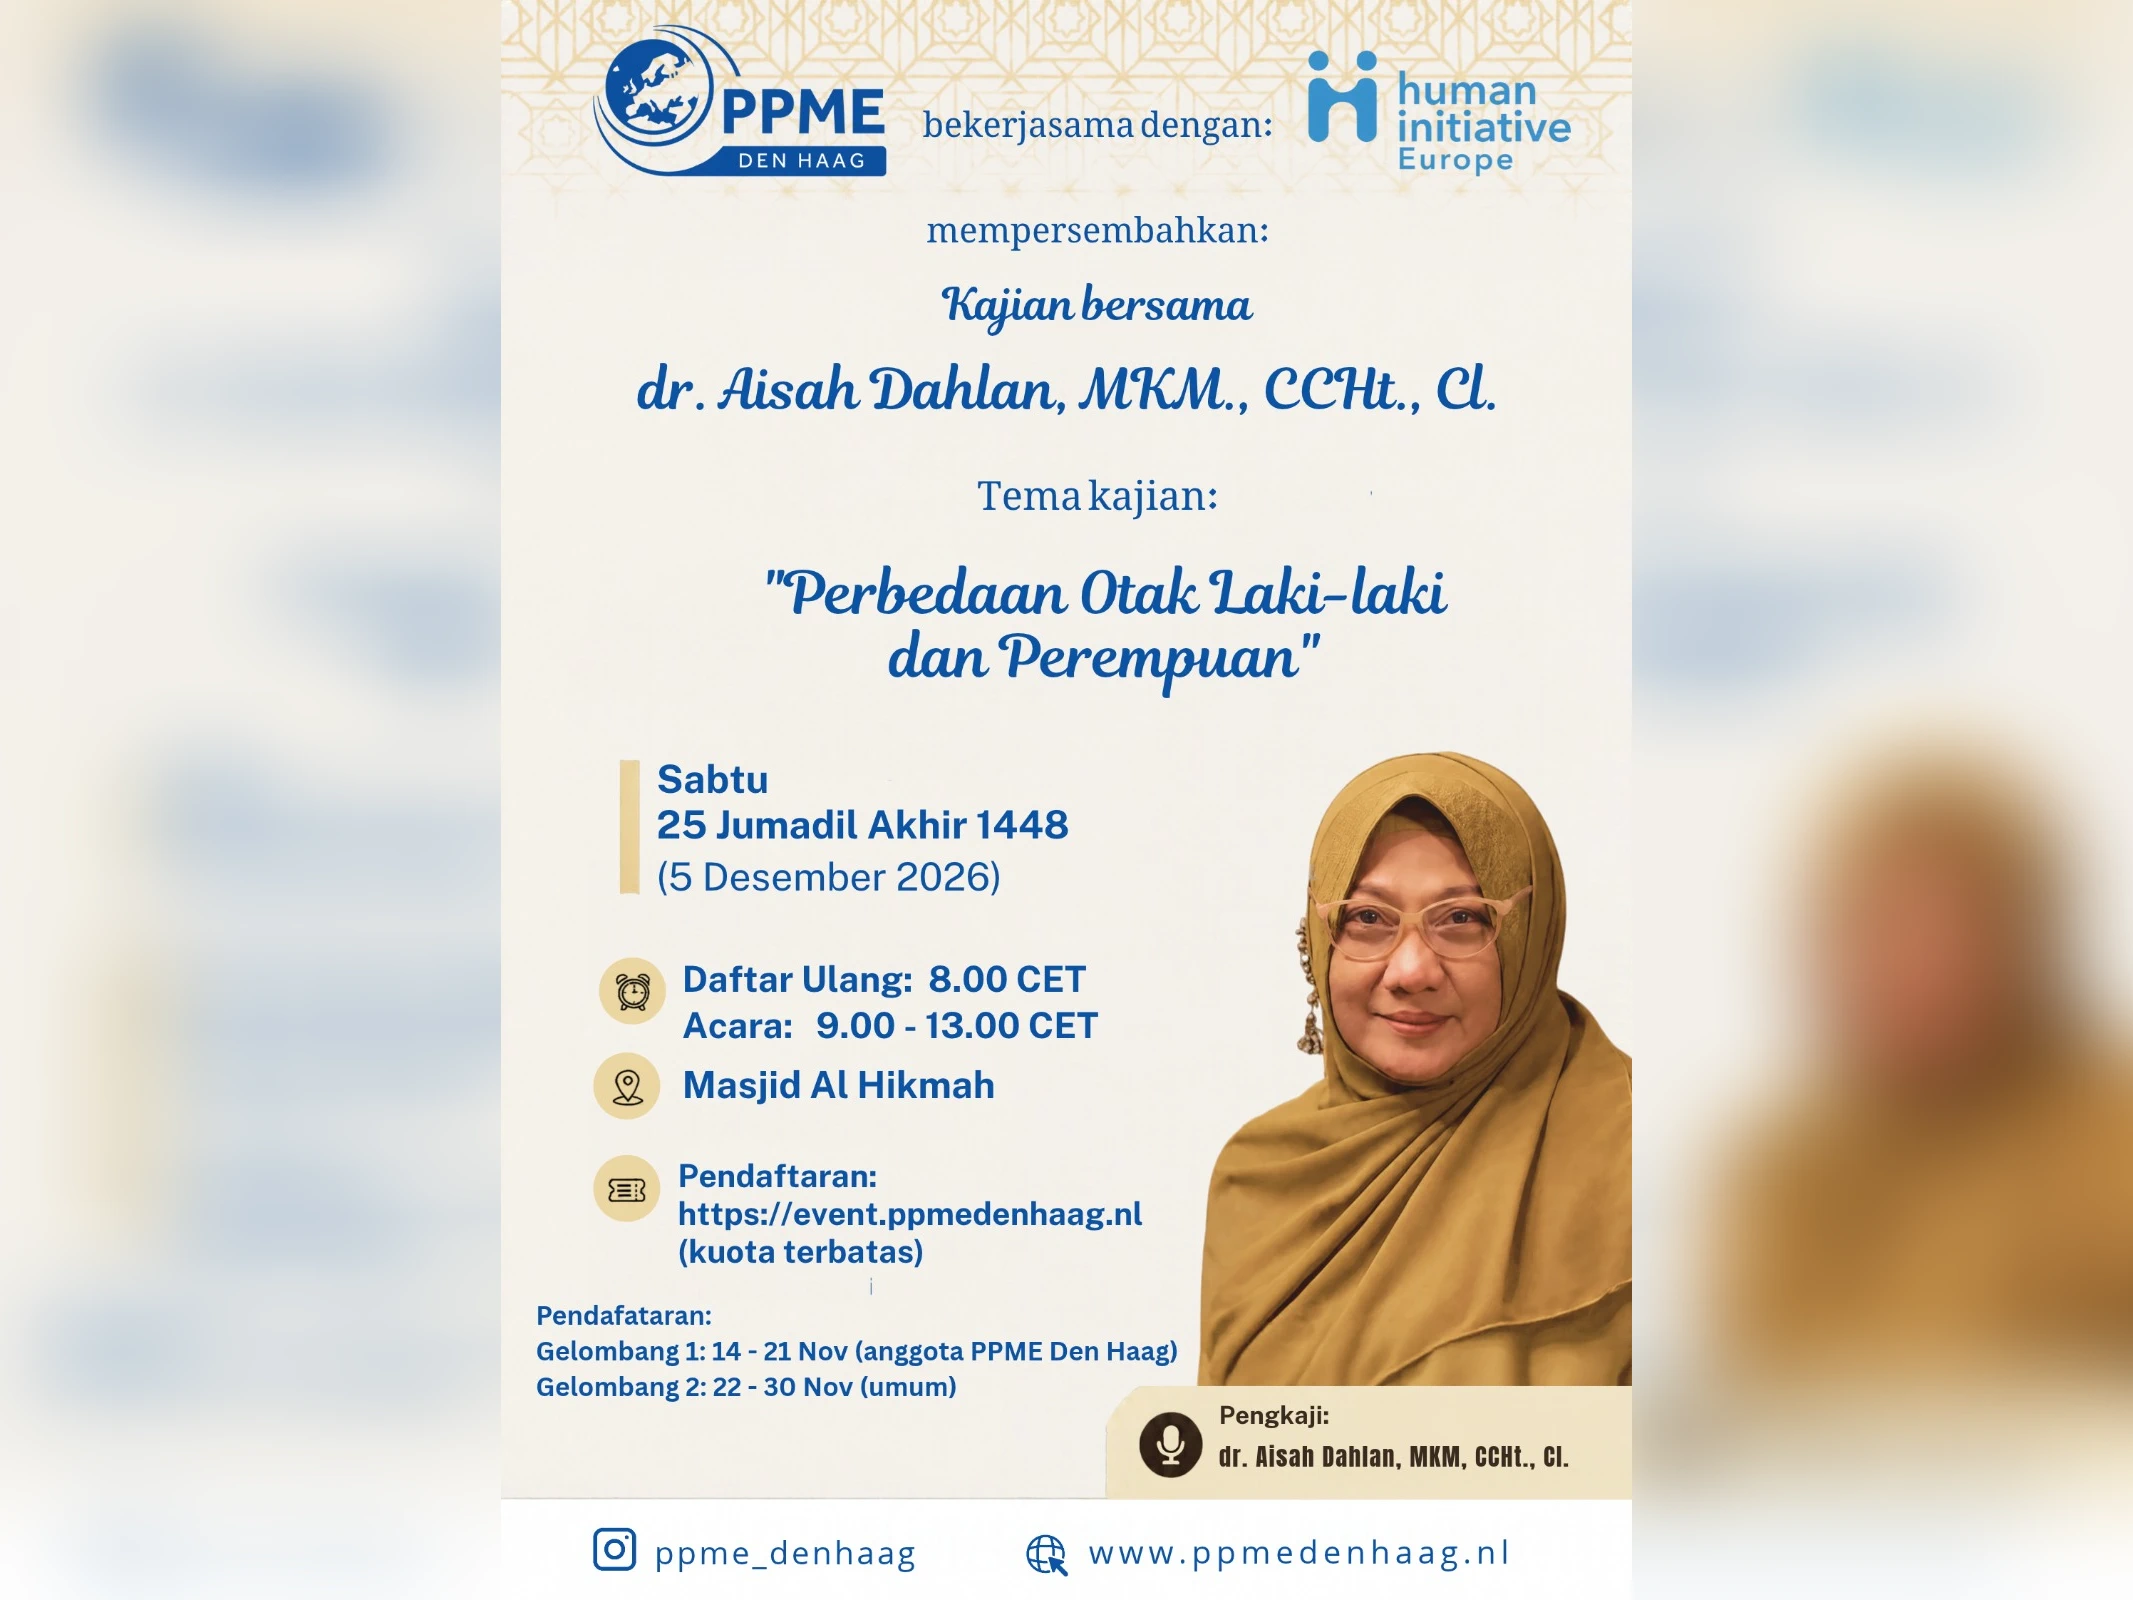 PPME
DEN HAAG
bekerjasama dengan:
human
initiative
Europe
mempersembahkan:
Kajian bersama
dr. Aisah Dahlan, MKM., CCHt., Cl.
Tema kajian:
"Perbedaan Otak Laki-laki
dan Perempuan"
Sabtu
25 Jumadil Akhir 1448
(5 Desember 2026)
Daftar Ulang: 8.00 CET
Acara: 9.00 - 13.00 CET
Masjid Al Hikmah
Pendaftaran:
https://event.ppmedenhaag.nl
(kuota terbatas)
Pendafataran:
Gelombang 1: 14 - 21 Nov (anggota PPME Den Haag)
Gelombang 2: 22 - 30 Nov (umum)
Pengkaji:
dr. Aisah Dahlan, MKM, CCHt., Cl.
ppme_denhaag
www.ppmedenhaag.nl